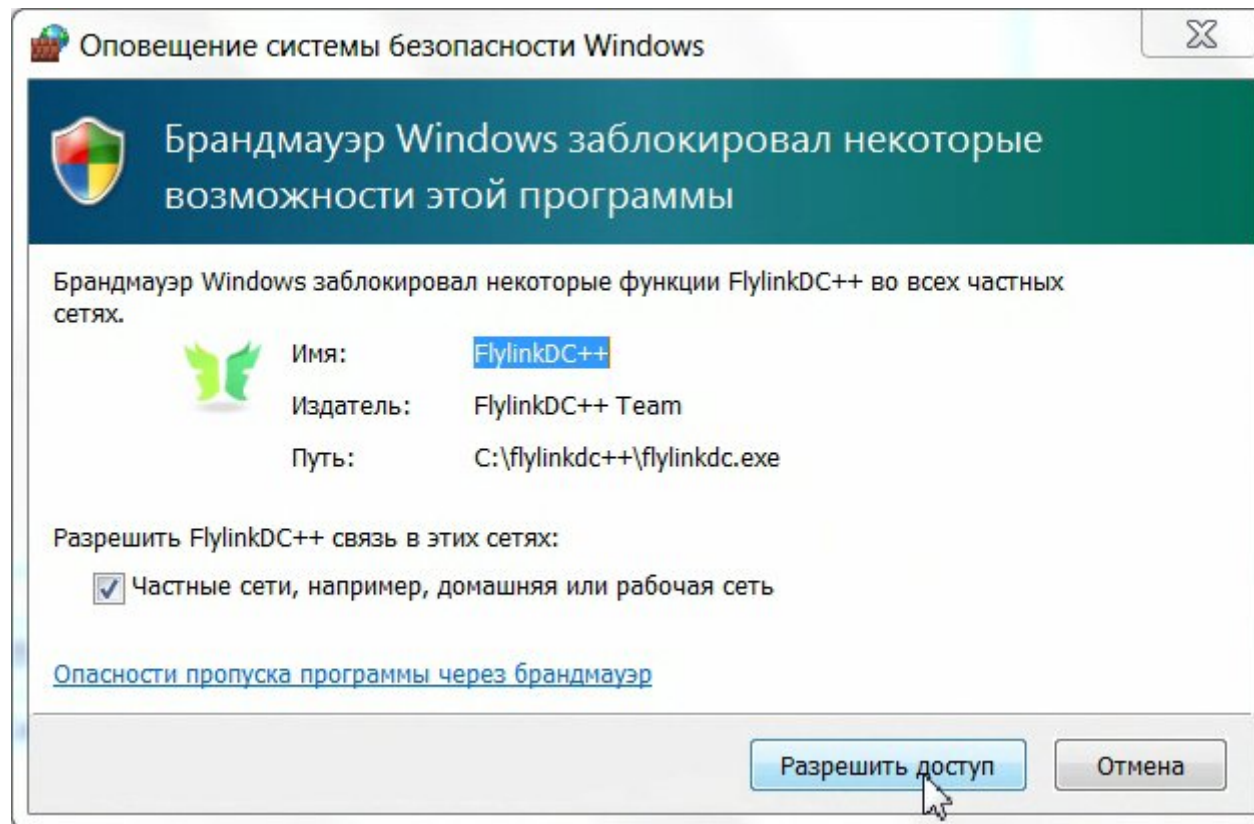 Оповещение системы безопасности Windows
Брандмауэр Windows заблокировал некоторые
возможности этой программы
Брандмауэр Windows заблокировал некоторые функции FlylinkDC++ во всех частных
сетях.
Имя: FlylinkDC++
Издатель: FlylinkDC++ Team
Путь: C:\flylinkdc++\flylinkdc.exe
Разрешить FlylinkDC++ связь в этих сетях:
Частные сети, например, домашняя или рабочая сеть
Опасности пропуска программы через брандмауэр
Разрешить доступ Отмена